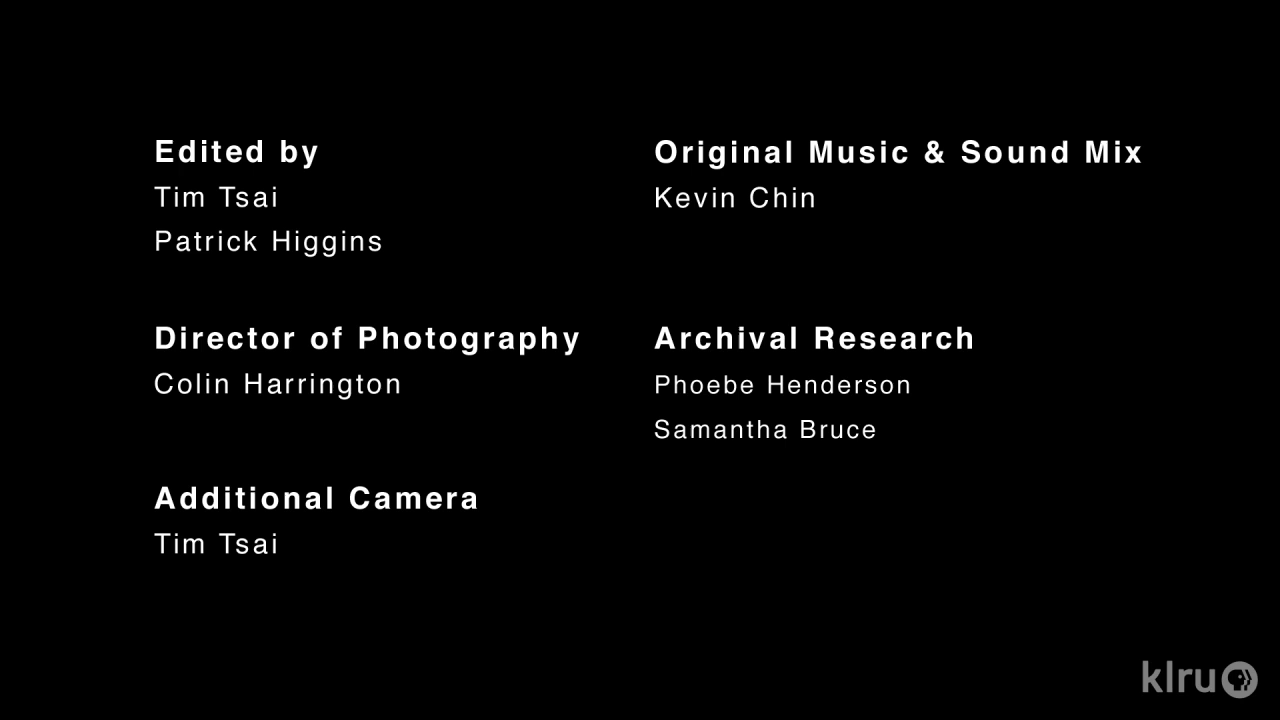 Edited by
Tim Tsai
Patrick Higgins
Director of Photography
Colin Harrington
Additional Camera
Tim Tsai
Original Music & Sound Mix
Kevin Chin
Archival Research
Phoebe Henderson
Samantha Bruce
klru